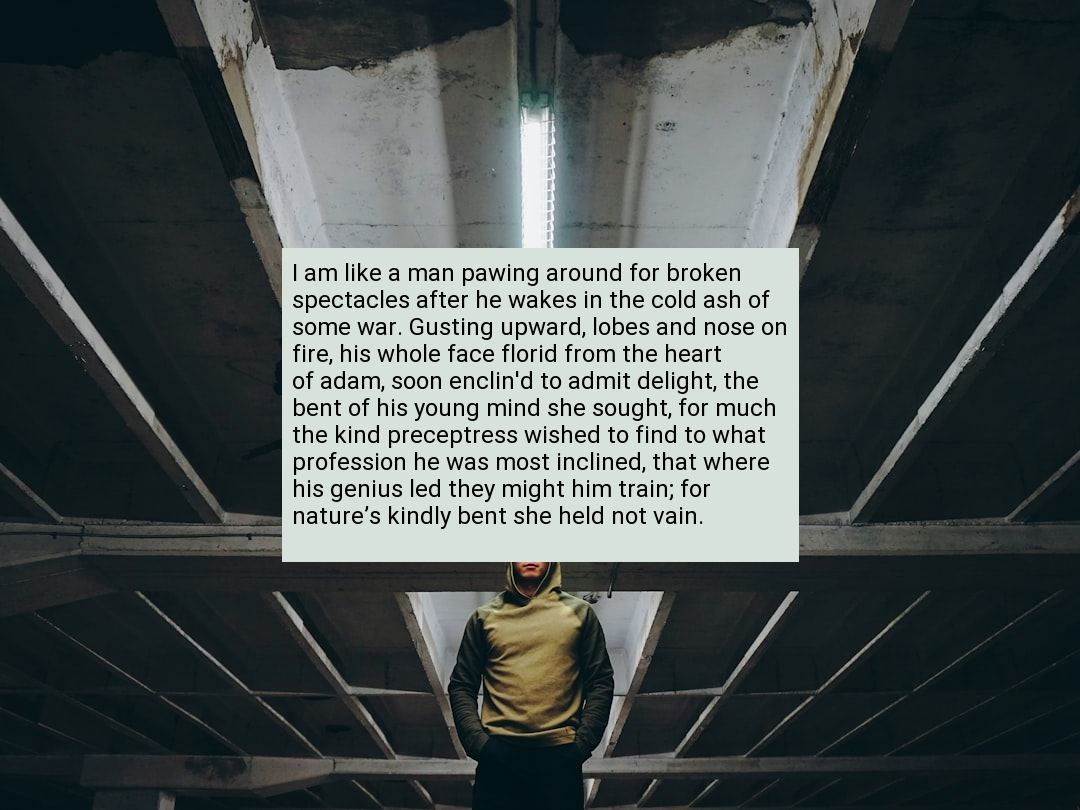 I am like a man pawing around for broken
spectacles after he wakes in the cold ash of
some war. Gusting upward, lobes and nose on
fire, his whole face florid from the heart
of adam, soon enclin'd to admit delight, the
bent of his young mind she sought, for much
the kind preceptress wished to find to what
profession he was most inclined, that where
his genius led they might him train; for
nature’s kindly bent she held not vain.